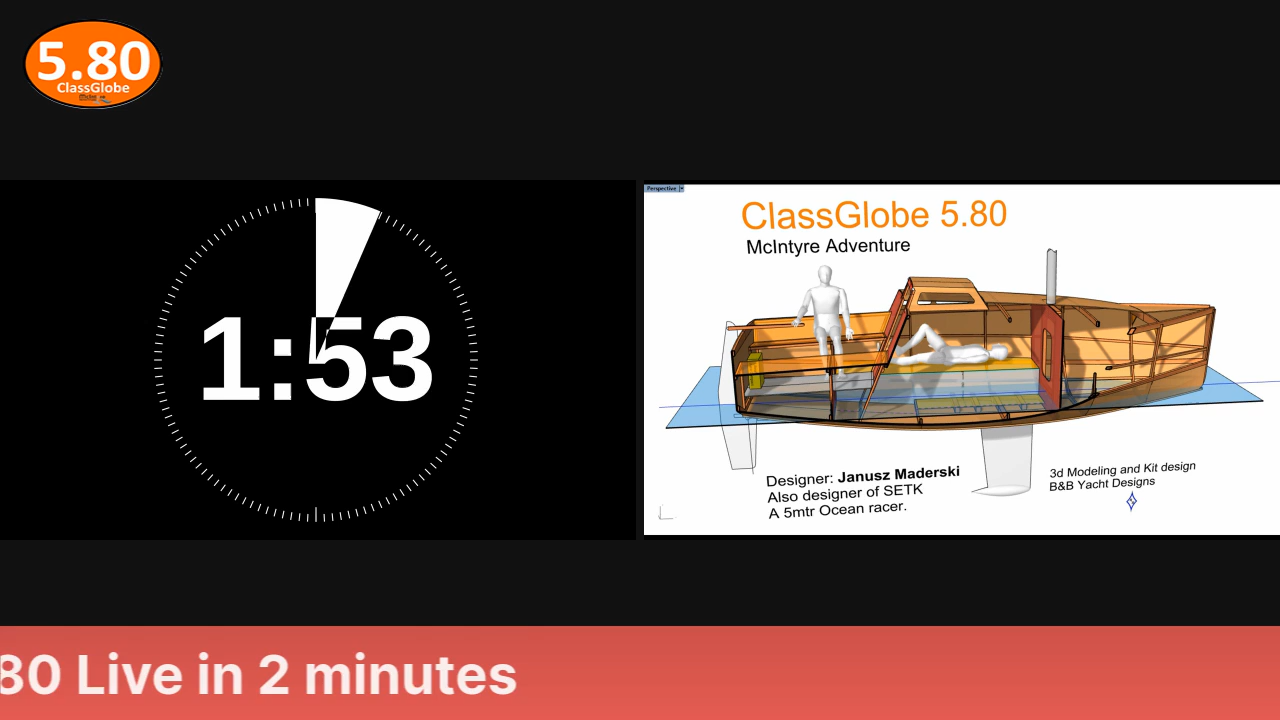 5.80
ClassGlobe
1:53
Perspective
ClassGlobe 5.80
McIntyre Adventure
Designer: Janusz Maderski
Also designer of SETK
A 5mtr Ocean racer.
3d Modeling and Kit design
B&B Yacht Designs
80 Live in 2 minutes